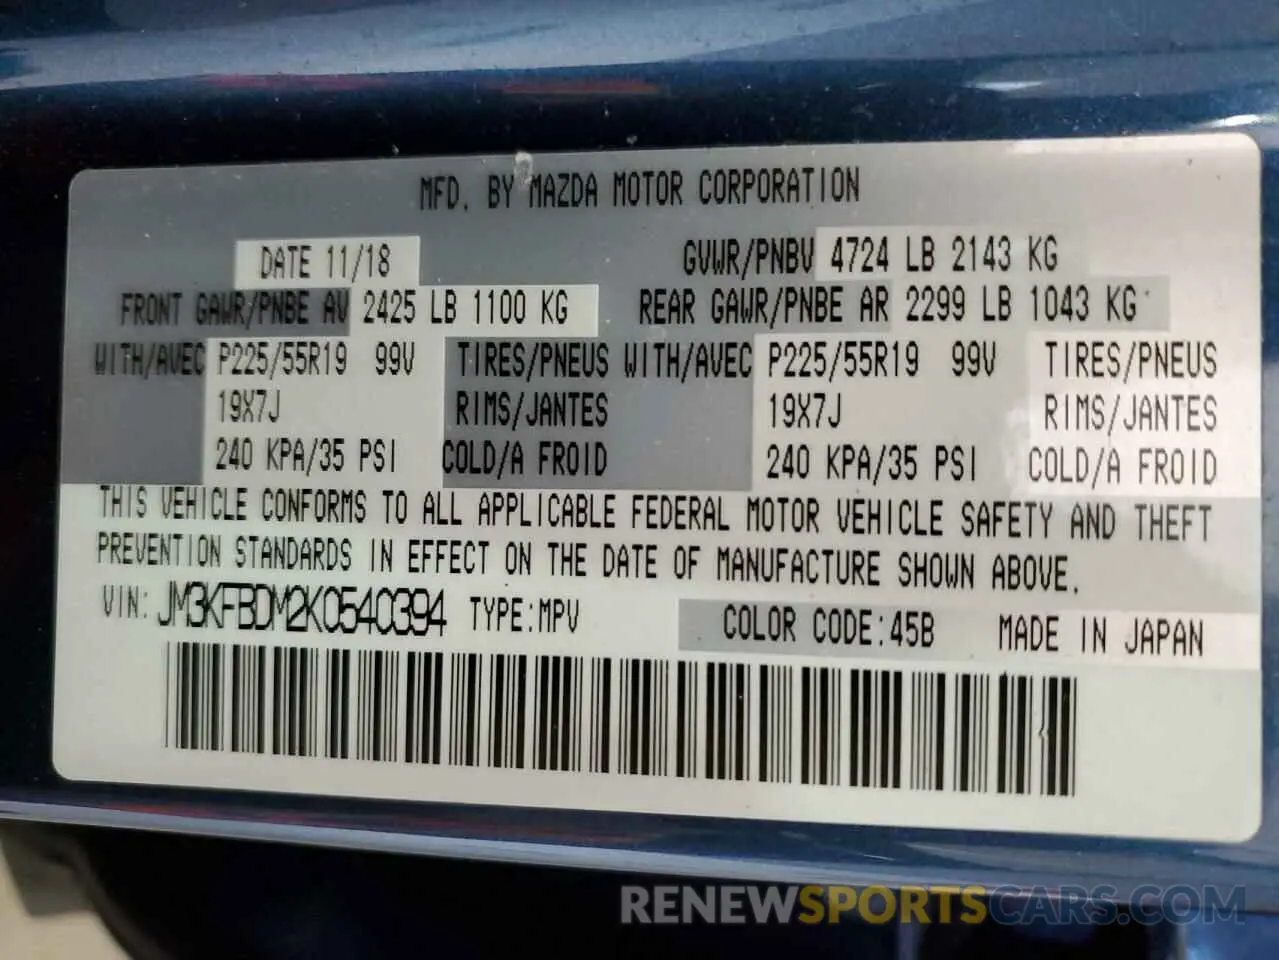 MFD. BY MAZDA MOTOR CORPORATION
DATE 11/18 GVWR/PNBV 4724 LB 2143 KG
FRONT GAWR/PNBE AV 2425 LB 1100 KG REAR GAWR/PNBE AR 2299 LB 1043 KG
WITH/AVEC P225/55R19 99V TIRES/PNEUS WITH/AVEC P225/55R19 99V TIRES/PNEUS
19X7J RIMS/JANTES 19X7J RIMS/JANTES
240 KPA/35 PSI COLD/A FROID 240 KPA/35 PSI COLD/A FROID
THIS VEHICLE CONFORMS TO ALL APPLICABLE FEDERAL MOTOR VEHICLE SAFETY AND THEFT
PREVENTION STANDARDS IN EFFECT ON THE DATE OF MANUFACTURE SHOWN ABOVE.
VIN: JM3KFBDM2K0540394 TYPE:MPV COLOR CODE:45B MADE IN JAPAN
RENEWSPORTSCARS.COM